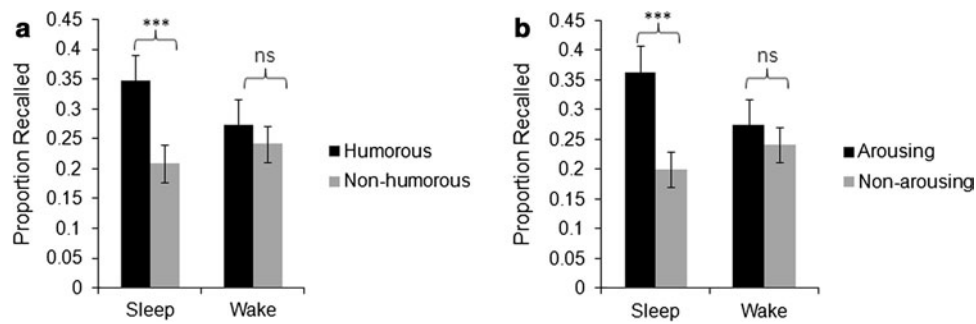 a
Proportion Recalled
0.45
0.4
0.35
0.3
0.25
0.2
0.15
0.1
0.05
0
***
ns
Sleep
Wake
Humorous
Non-humorous
b
Proportion Recalled
0.45
0.4
0.35
0.3
0.25
0.2
0.15
0.1
0.05
0
***
ns
Sleep
Wake
Arousing
Non-arousing